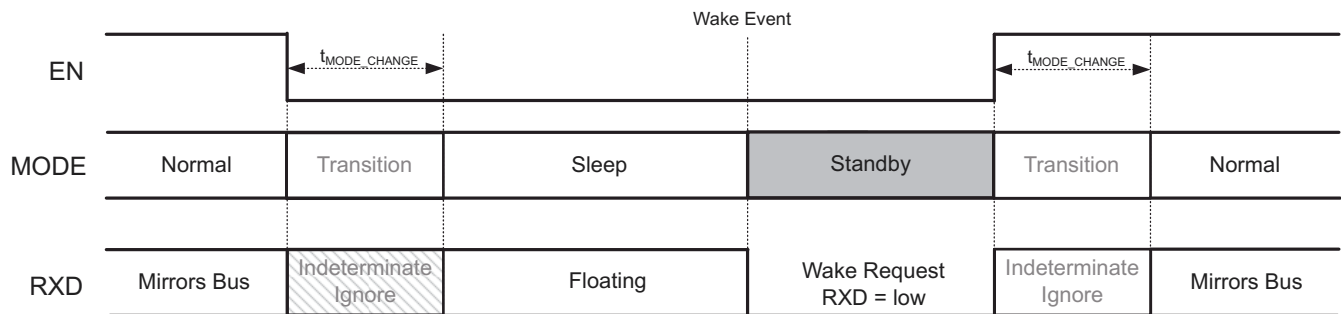 Wake Event
EN
tMODE_CHANGE
tMODE_CHANGE
MODE
Normal
Transition
Sleep
Standby
Transition
Normal
RXD
Mirrors Bus
Indeterminate
Ignore
Floating
Wake Request
RXD = low
Indeterminate
Ignore
Mirrors Bus